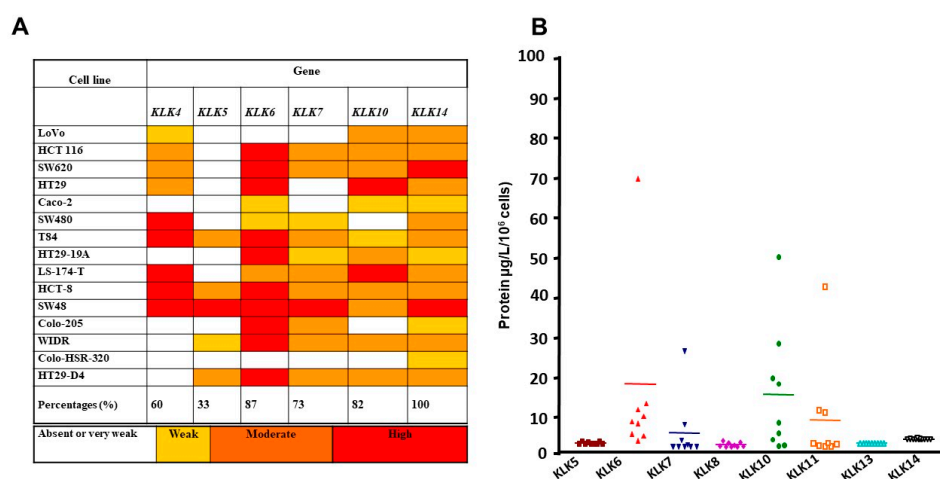 A
Cell line Gene
KLK4 KLK5 KLK6 KLK7 KLK10 KLK14
LoVo
HCT 116
SW620
HT29
Caco-2
SW480
T84
HT29-19A
LS-174-T
HCT-8
SW48
Colo-205
WIDR
Colo-HSR-320
HT29-D4
Percentages (%) 60 33 87 73 82 100
Absent or very weak Weak Moderate High
B
Protein µg/L/10⁶ cells)
100
90
80
70
60
50
40
30
20
10
0
KLK5 KLK6 KLK7 KLK8 KLK10 KLK11 KLK13 KLK14